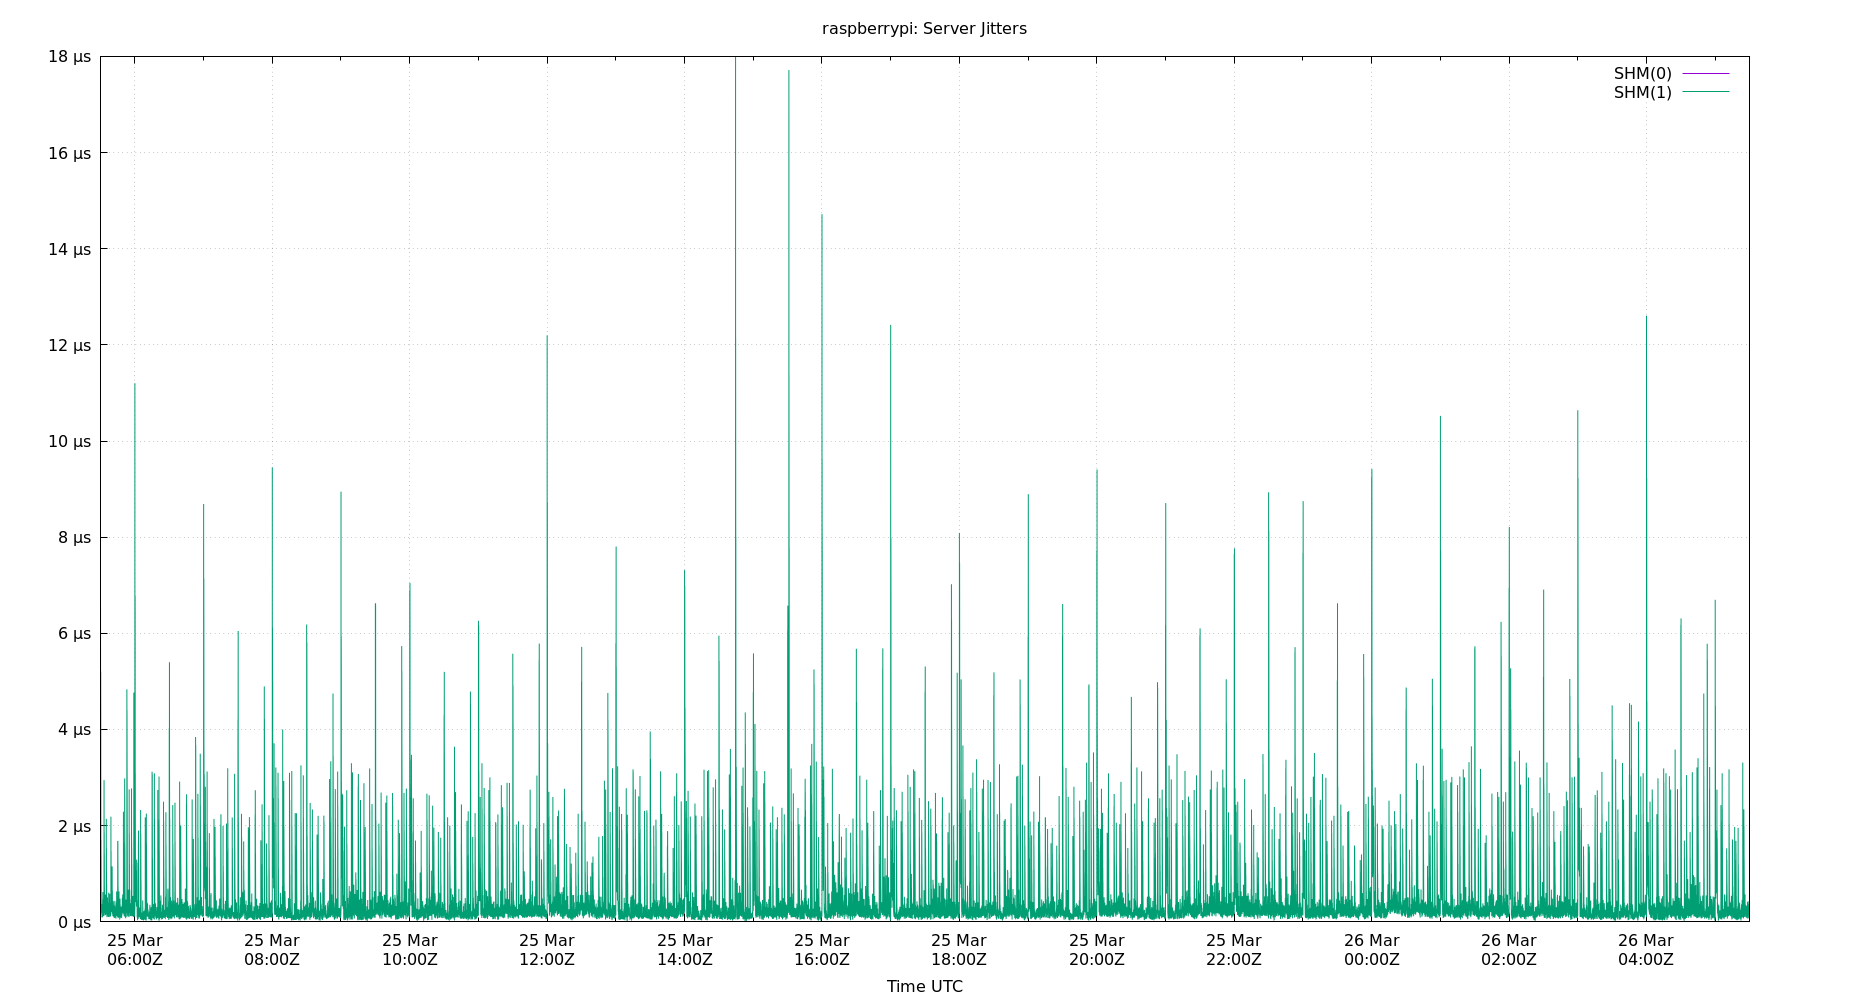 raspberrypi: Server Jitters
18 µs
16 µs
14 µs
12 µs
10 µs
8 µs
6 µs
4 µs
2 µs
0 µs
SHM(0)
SHM(1)
25 Mar 25 Mar 25 Mar 25 Mar 25 Mar 25 Mar 25 Mar 25 Mar 25 Mar 26 Mar 26 Mar 26 Mar
06:00Z 08:00Z 10:00Z 12:00Z 14:00Z 16:00Z 18:00Z 20:00Z 22:00Z 00:00Z 02:00Z 04:00Z
Time UTC